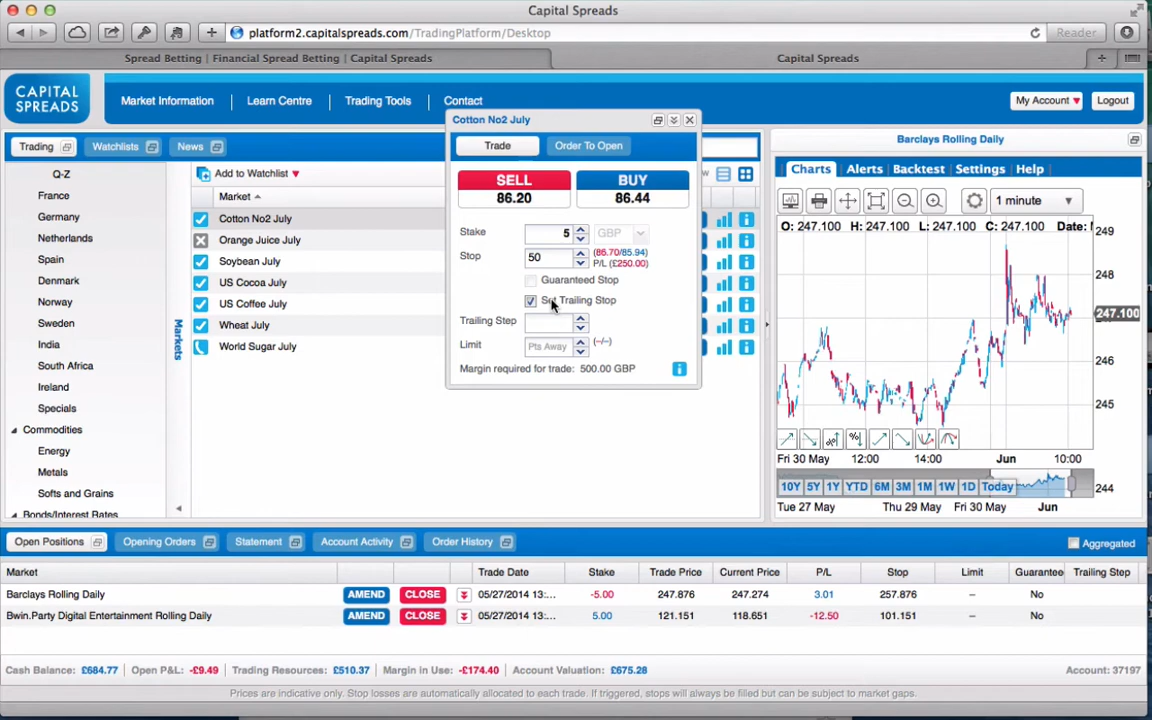 Capital Spreads
platform2.capitalspreads.com/TradingPlatform/Desktop
Reader
Spread Betting | Financial Spread Betting | Capital Spreads
Capital Spreads
CAPITAL
SPREADS
Market Information
Learn Centre
Trading Tools
Contact
My Account
Logout
Trading
Watchlists
News
Q-Z
France
Germany
Netherlands
Spain
Denmark
Norway
Sweden
India
South Africa
Ireland
Specials
Commodities
Energy
Metals
Softs and Grains
Bonds/Interest Rates
Markets
Add to Watchlist
Market
Cotton No2 July
Orange Juice July
Soybean July
US Cocoa July
US Coffee July
Wheat July
World Sugar July
Cotton No2 July
Trade
Order To Open
SELL
86.20
BUY
86.44
Stake 5 GBP
Stop 50 (86.70/85.94)
P/L (£250.00)
Guaranteed Stop
Trailing Stop
Trailing Step
Limit Pts Away (–/–)
Margin required for trade: 500.00 GBP
Barclays Rolling Daily
Charts Alerts Backtest Settings Help
1 minute
O: 247.100 H: 247.100 L: 247.100 C: 247.100 Date:
249
248
247.100
246
245
244
Fri 30 May 12:00 14:00 Jun 10:00
10Y 5Y 1Y YTD 6M 3M 1M 1W 1D Today
Tue 27 May Thu 29 May Fri 30 May Jun
Open Positions
Opening Orders
Statement
Account Activity
Order History
Aggregated
Market Trade Date Stake Trade Price Current Price P/L Stop Limit Guarantee Trailing Step
Barclays Rolling Daily AMEND CLOSE 05/27/2014 13:... -5.00 247.876 247.274 3.01 257.876 – No
Bwin.Party Digital Entertainment Rolling Daily AMEND CLOSE 05/27/2014 13:... 5.00 121.151 118.651 -12.50 101.151 – No
Cash Balance: £684.77 Open P&L: -£9.49 Trading Resources: £510.37 Margin in Use: -£174.40 Account Valuation: £675.28 Account: 37197
Prices are indicative only. Stop losses are automatically allocated to each trade. If triggered, stops will always be filled but can be subject to market gaps.